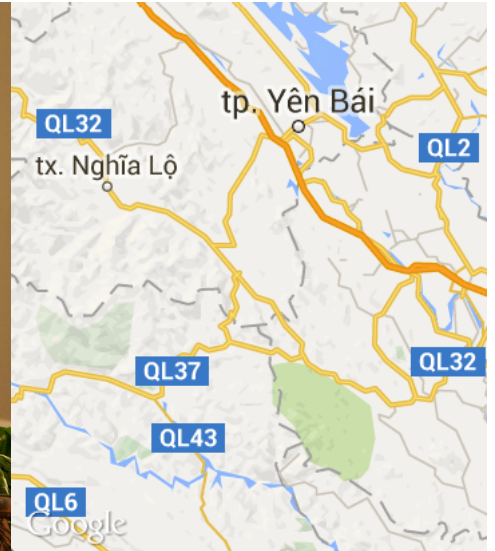 tp. Yên Bái
QL32
QL2
tx. Nghĩa Lộ
QL32
QL37
QL43
QL6
Google